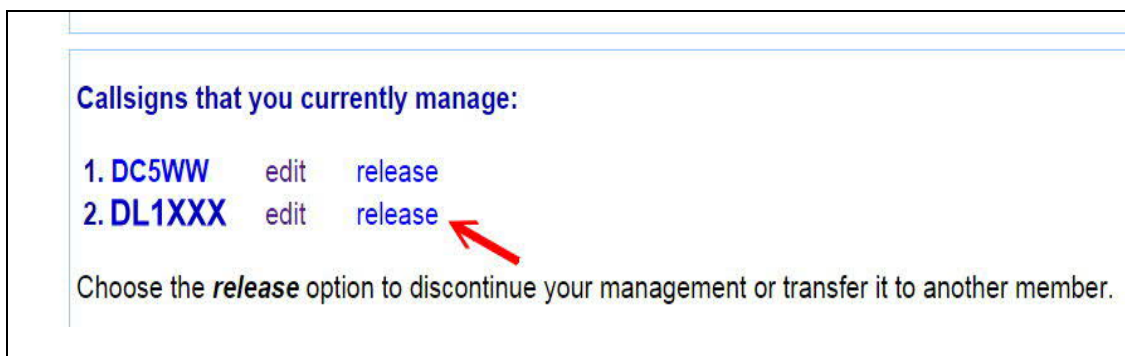 Callsigns that you currently manage:
1. DC5WW edit release
2. DL1XXX edit release
Choose the release option to discontinue your management or transfer it to another member.